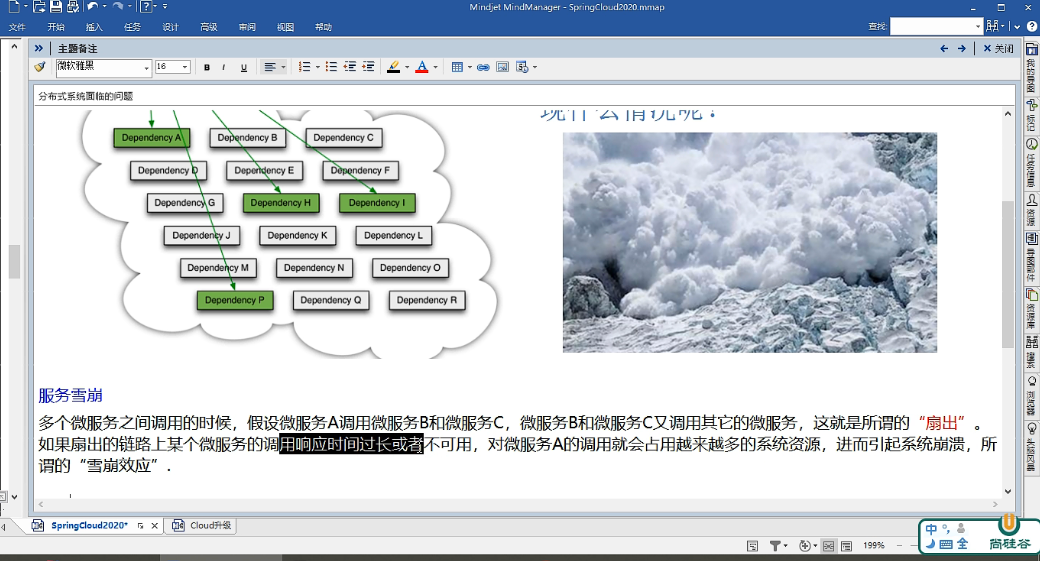 Mindjet MindManager - SpringCloud2020.mmap
文件 开始 插入 任务 设计 高级 审阅 视图 帮助
查找:
主题备注
关闭
微软雅黑 16 B I U
分布式系统面临的问题
现什么情况呢?
Dependency A Dependency B Dependency C
Dependency D Dependency E Dependency F
Dependency G Dependency H Dependency I
Dependency J Dependency K Dependency L
Dependency M Dependency N Dependency O
Dependency P Dependency Q Dependency R
服务雪崩
多个微服务之间调用的时候，假设微服务A调用微服务B和微服务C，微服务B和微服务C又调用其它的微服务，这就是所谓的“扇出”。
如果扇出的链路上某个微服务的调用响应时间过长或者不可用，对微服务A的调用就会占用越来越多的系统资源，进而引起系统崩溃，所
谓的“雪崩效应”.
我的导图
标记
任务信息
资源
导图部件
资源库
搜索
浏览器
SpringCloud2020* Cloud升级
199%
中
全
尚硅谷